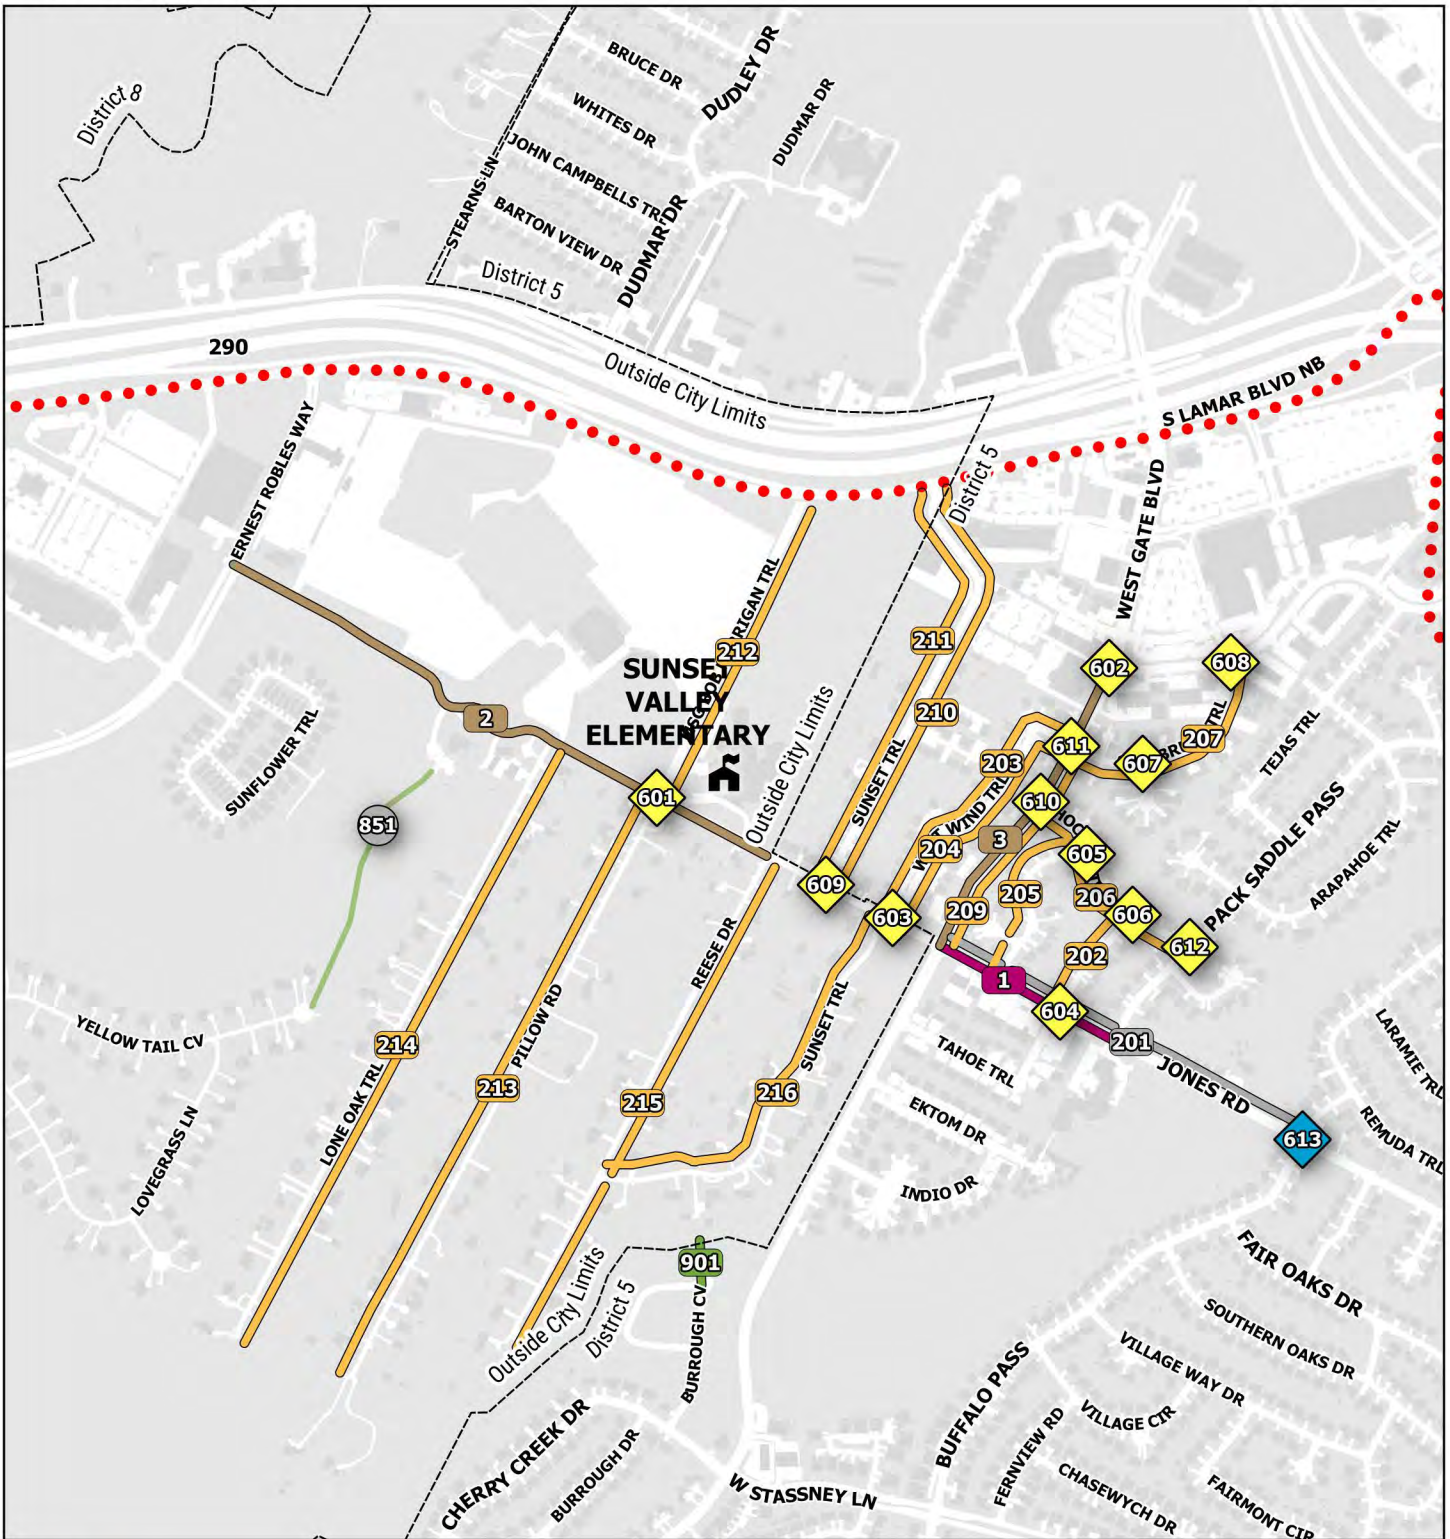 District 8
BRUCE DR
DUDLEY DR
WHITES DR
DUDMAR DR
JOHN CAMPBELLS TRL
STEARNS LN
BARTON VIEW DR
DUDMAR DR
District 5
290
Outside City Limits
S LAMAR BLVD NB
ERNEST ROBLES WAY
District 5
WEST GATE BLVD
RIGAN TRL
212
211
602
608
SUNSET
VALLEY
ELEMENTARY
2
210
TRL
207
611
607
TEJAS TRL
SUNFLOWER TRL
203
SUNSET TRL
WIND TRL
601
610
Outside City Limits
851
3
204
605
PACK SADDLE PASS
ARAPAHOE TRL
609
205
206
603
209
606
612
REESE DR
202
1
604
YELLOW TAIL CV
PILLOW RD
SUNSET TRL
201
214
TAHOE TRL
JONES RD
LARAMIE TRL
213
215
216
LONE OAK TRL
EKTOM DR
613
REMUDA TRL
LOVEGRASS LN
INDIO DR
901
FAIR OAKS DR
Outside City Limits
District 5
BURROUGH CV
SOUTHERN OAKS DR
VILLAGE WAY DR
BUFFALO PASS
VILLAGE CIR
CHERRY CREEK DR
BURROUGH DR
FERNVIEW RD
W STASSNEY LN
CHASEWYCH DR
FAIRMONT CIR